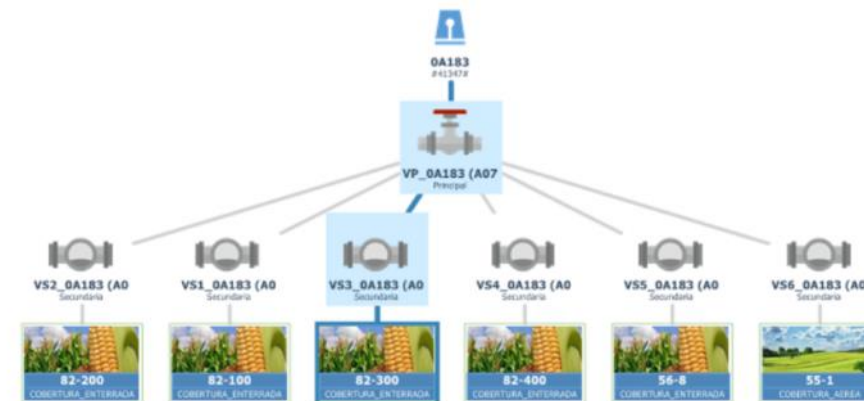 0A183
#41347#
VP_0A183 (A07
Principal
VS2_0A183 (A0
Secundaria
VS1_0A183 (A0
Secundaria
VS3_0A183 (A0
Secundaria
VS4_0A183 (A0
Secundaria
VS5_0A183 (A0
Secundaria
VS6_0A183 (A0
Secundaria
82-200
COBERTURA_ENTERRADA
82-100
COBERTURA_ENTERRADA
82-300
COBERTURA_ENTERRADA
82-400
COBERTURA_ENTERRADA
56-8
COBERTURA_ENTERRADA
55-1
COBERTURA_AEREA